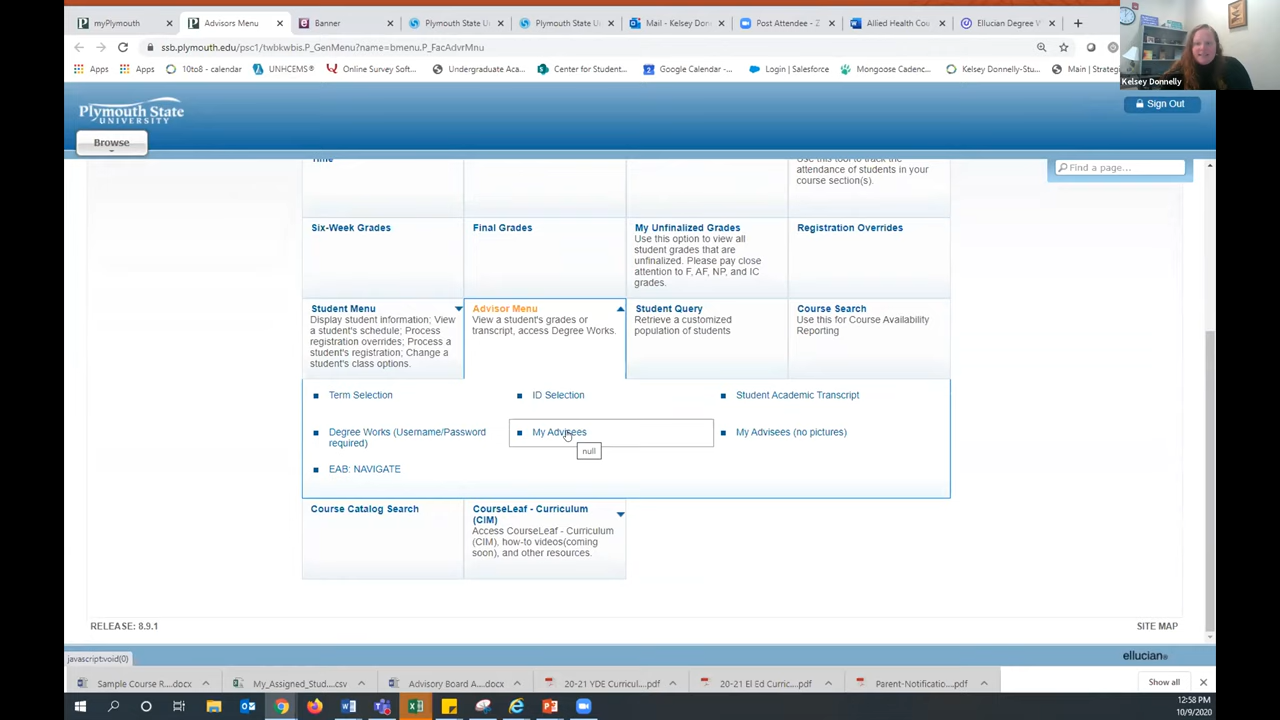 myPlymouth
Advisors Menu
Banner
Plymouth State U
Plymouth State U
Mail - Kelsey Donnel
Post Attendee - Z
Allied Health Cou
Ellucian Degree W
ssb.plymouth.edu/psc1/twbkwbis.P_GenMenu?name=bmenu.P_FacAdvrMnu
Apps
Apps
10to8 - calendar
UNHCEMS®
Online Survey Soft...
Undergraduate Aca...
Center for Student...
Google Calendar -...
Login | Salesforce
Mongoose Cadenc...
Kelsey Donnelly-Stu...
Main | Strateg
Kelsey Donnelly
Plymouth State
UNIVERSITY
Sign Out
Browse
Find a page...
Time
Use this tool to track the
attendance of students in your
course section(s).
Six-Week Grades
Final Grades
My Unfinalized Grades
Use this option to view all
student grades that are
unfinalized. Please pay close
attention to F, AF, NP, and IC
grades.
Registration Overrides
Student Menu
Display student information; View
a student's schedule; Process
registration overrides; Process a
student's registration; Change a
student's class options.
Advisor Menu
View a student's grades or
transcript, access Degree Works.
Student Query
Retrieve a customized
population of students
Course Search
Use this for Course Availability
Reporting
Term Selection
ID Selection
Student Academic Transcript
Degree Works (Username/Password
required)
My Advisees
My Advisees (no pictures)
null
EAB: NAVIGATE
Course Catalog Search
CourseLeaf - Curriculum
(CIM)
Access CourseLeaf - Curriculum
(CIM), how-to videos(coming
soon), and other resources.
RELEASE: 8.9.1
SITE MAP
javascript:void(0)
ellucian®
Sample Course R....docx
My_Assigned_Stud....csv
Advisory Board A....docx
20-21 YDE Curricul....pdf
20-21 El Ed Curric....pdf
Parent-Notificatio....pdf
Show all
12:58 PM
10/9/2020